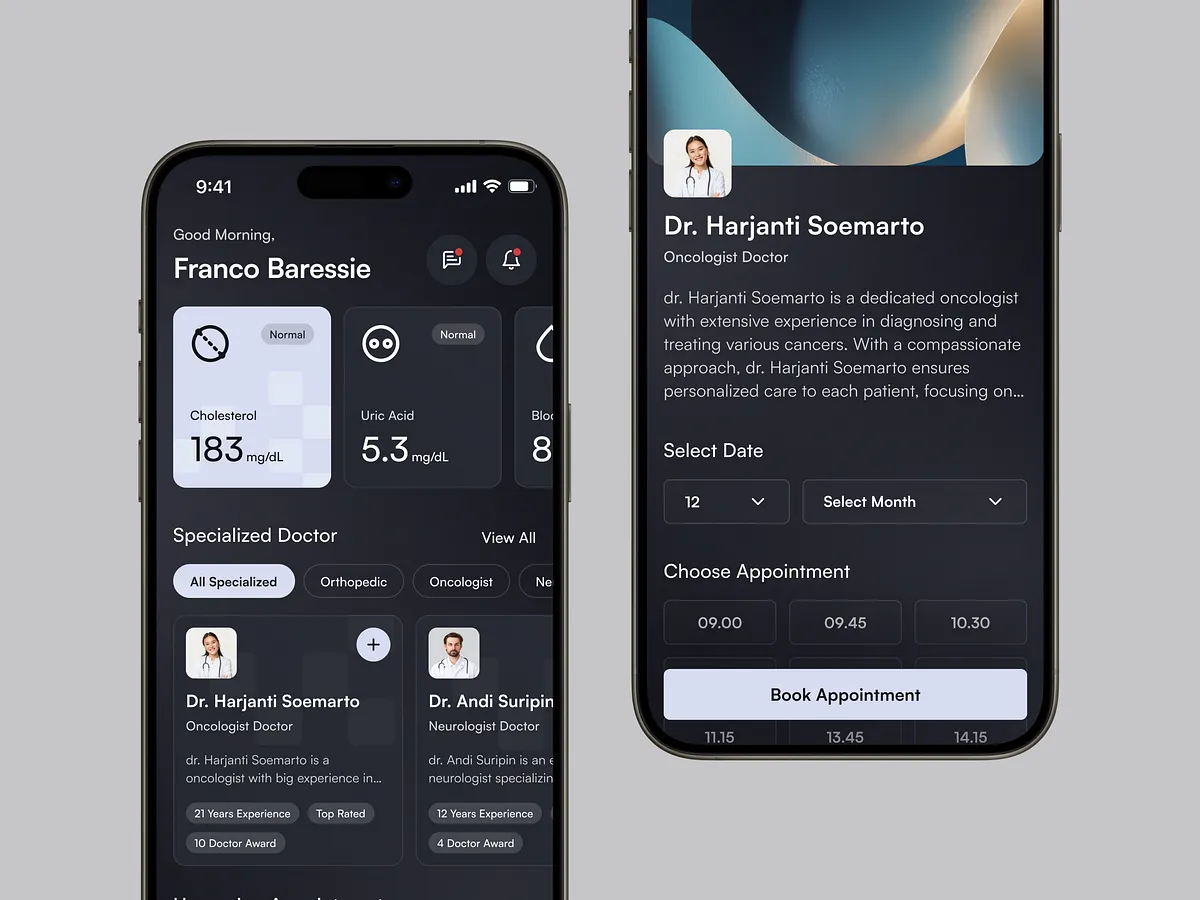 9:41
Good Morning,
Franco Baressie
Normal
Cholesterol
183 mg/dL
Normal
Uric Acid
5.3 mg/dL
Bloo
8
Specialized Doctor
View All
All Specialized
Orthopedic
Oncologist
Ne
Dr. Harjanti Soemarto
Oncologist Doctor
dr. Harjanti Soemarto is a
oncologist with big experience in...
21 Years Experience
Top Rated
10 Doctor Award
Dr. Andi Suripin
Neurologist Doctor
dr. Andi Suripin is an e
neurologist specializin
12 Years Experience
4 Doctor Award
Dr. Harjanti Soemarto
Oncologist Doctor
dr. Harjanti Soemarto is a dedicated oncologist
with extensive experience in diagnosing and
treating various cancers. With a compassionate
approach, dr. Harjanti Soemarto ensures
personalized care to each patient, focusing on...
Select Date
12
Select Month
Choose Appointment
09.00
09.45
10.30
Book Appointment
11.15
13.45
14.15